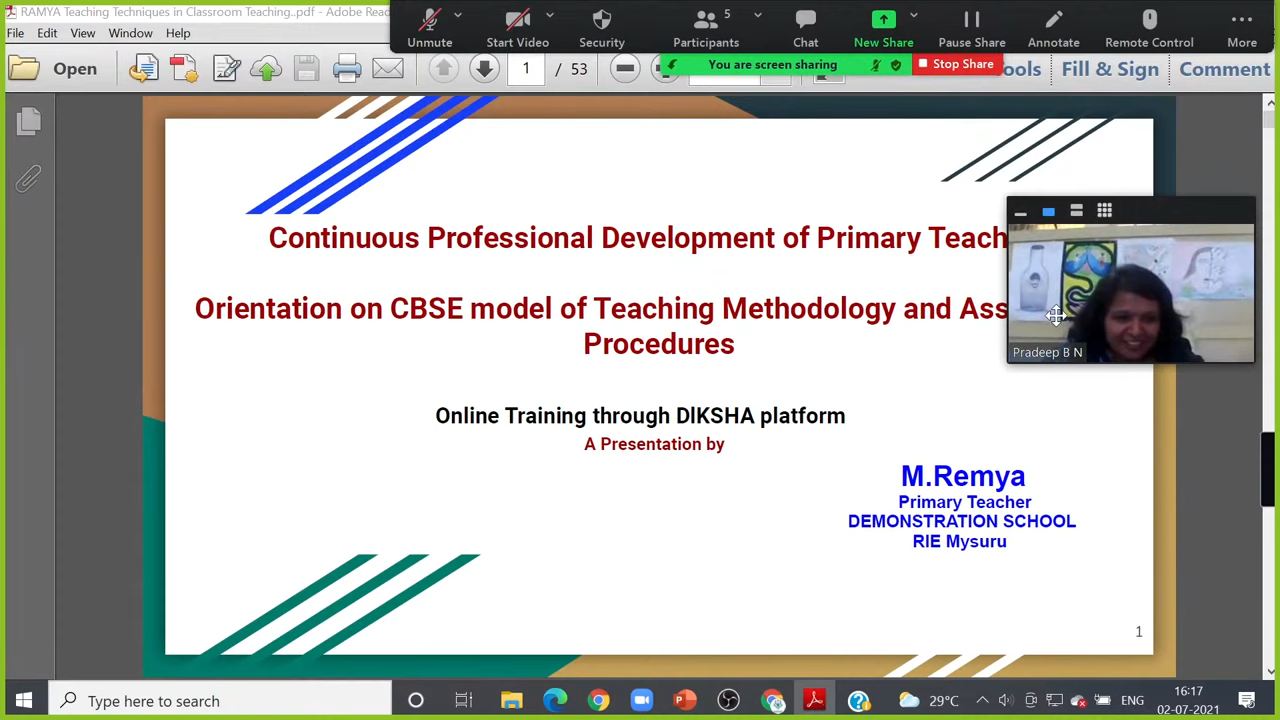 RAMYA Teaching Techniques in Classroom Teaching..pdf - Adobe Rea
File Edit View Window Help
Unmute Start Video Security Participants 5 Chat New Share Pause Share Annotate Remote Control More
You are screen sharing Stop Share
Open 1 / 53 Fill & Sign Comment
Continuous Professional Development of Primary Teach
Orientation on CBSE model of Teaching Methodology and Ass
Procedures
Pradeep B N
Online Training through DIKSHA platform
A Presentation by
M.Remya
Primary Teacher
DEMONSTRATION SCHOOL
RIE Mysuru
1
Type here to search
29°C ENG 16:17
02-07-2021